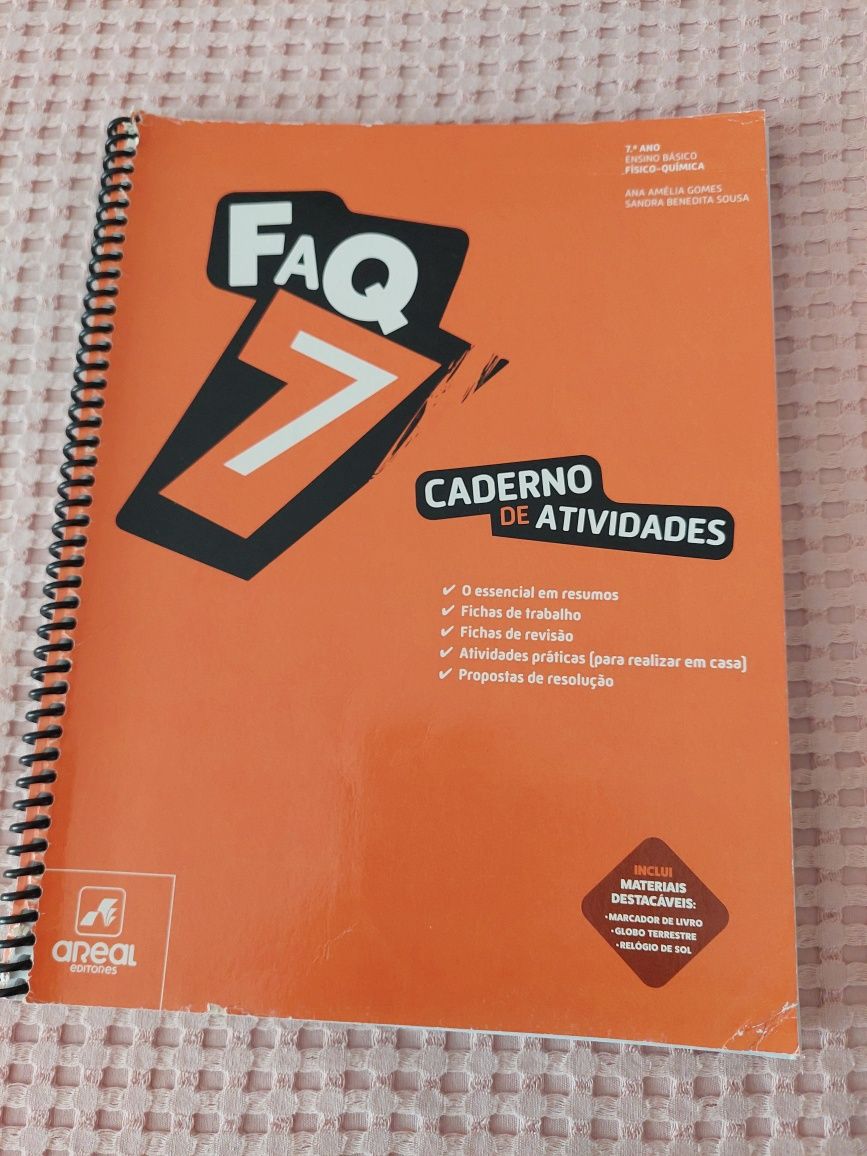 7.º ANO
ENSINO BÁSICO
FÍSICO-QUÍMICA
ANA AMÉLIA GOMES
SANDRA BENEDITA SOUSA
FAQ
7
CADERNO
DE ATIVIDADES
✔ O essencial em resumos
✔ Fichas de trabalho
✔ Fichas de revisão
✔ Atividades práticas (para realizar em casa)
✔ Propostas de resolução
INCLUI
MATERIAIS
DESTACÁVEIS:
•MARCADOR DE LIVRO
•GLOBO TERRESTRE
•RELÓGIO DE SOL
AREAL
EDITORES